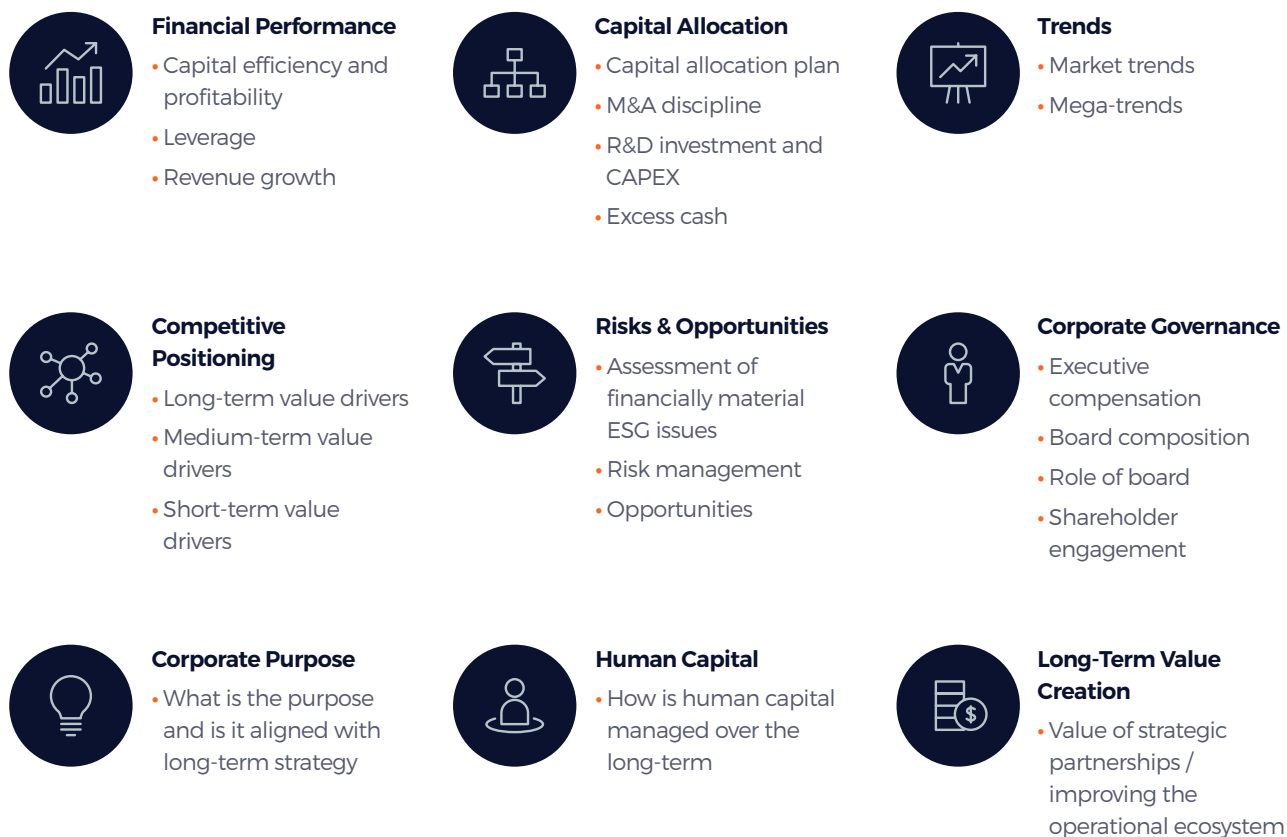 Financial Performance
• Capital efficiency and
profitability
• Leverage
• Revenue growth
Capital Allocation
• Capital allocation plan
• M&A discipline
• R&D investment and
CAPEX
• Excess cash
Trends
• Market trends
• Mega-trends
Competitive
Positioning
• Long-term value drivers
• Medium-term value
drivers
• Short-term value
drivers
Risks & Opportunities
• Assessment of
financially material
ESG issues
• Risk management
• Opportunities
Corporate Governance
• Executive
compensation
• Board composition
• Role of board
• Shareholder
engagement
Corporate Purpose
• What is the purpose
and is it aligned with
long-term strategy
Human Capital
• How is human capital
managed over the
long-term
$
Long-Term Value
Creation
• Value of strategic
partnerships /
improving the
operational ecosystem